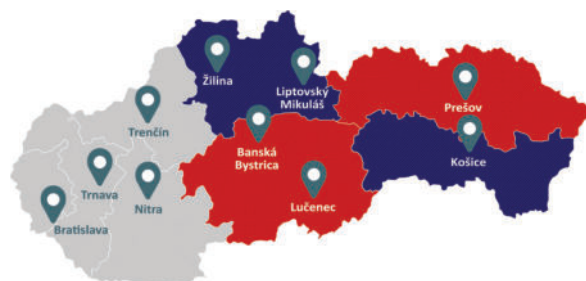 Žilina
Liptovský
Mikuláš
Prešov
Trenčín
Banská
Bystrica
Košice
Trnava
Nitra
Lučenec
Bratislava